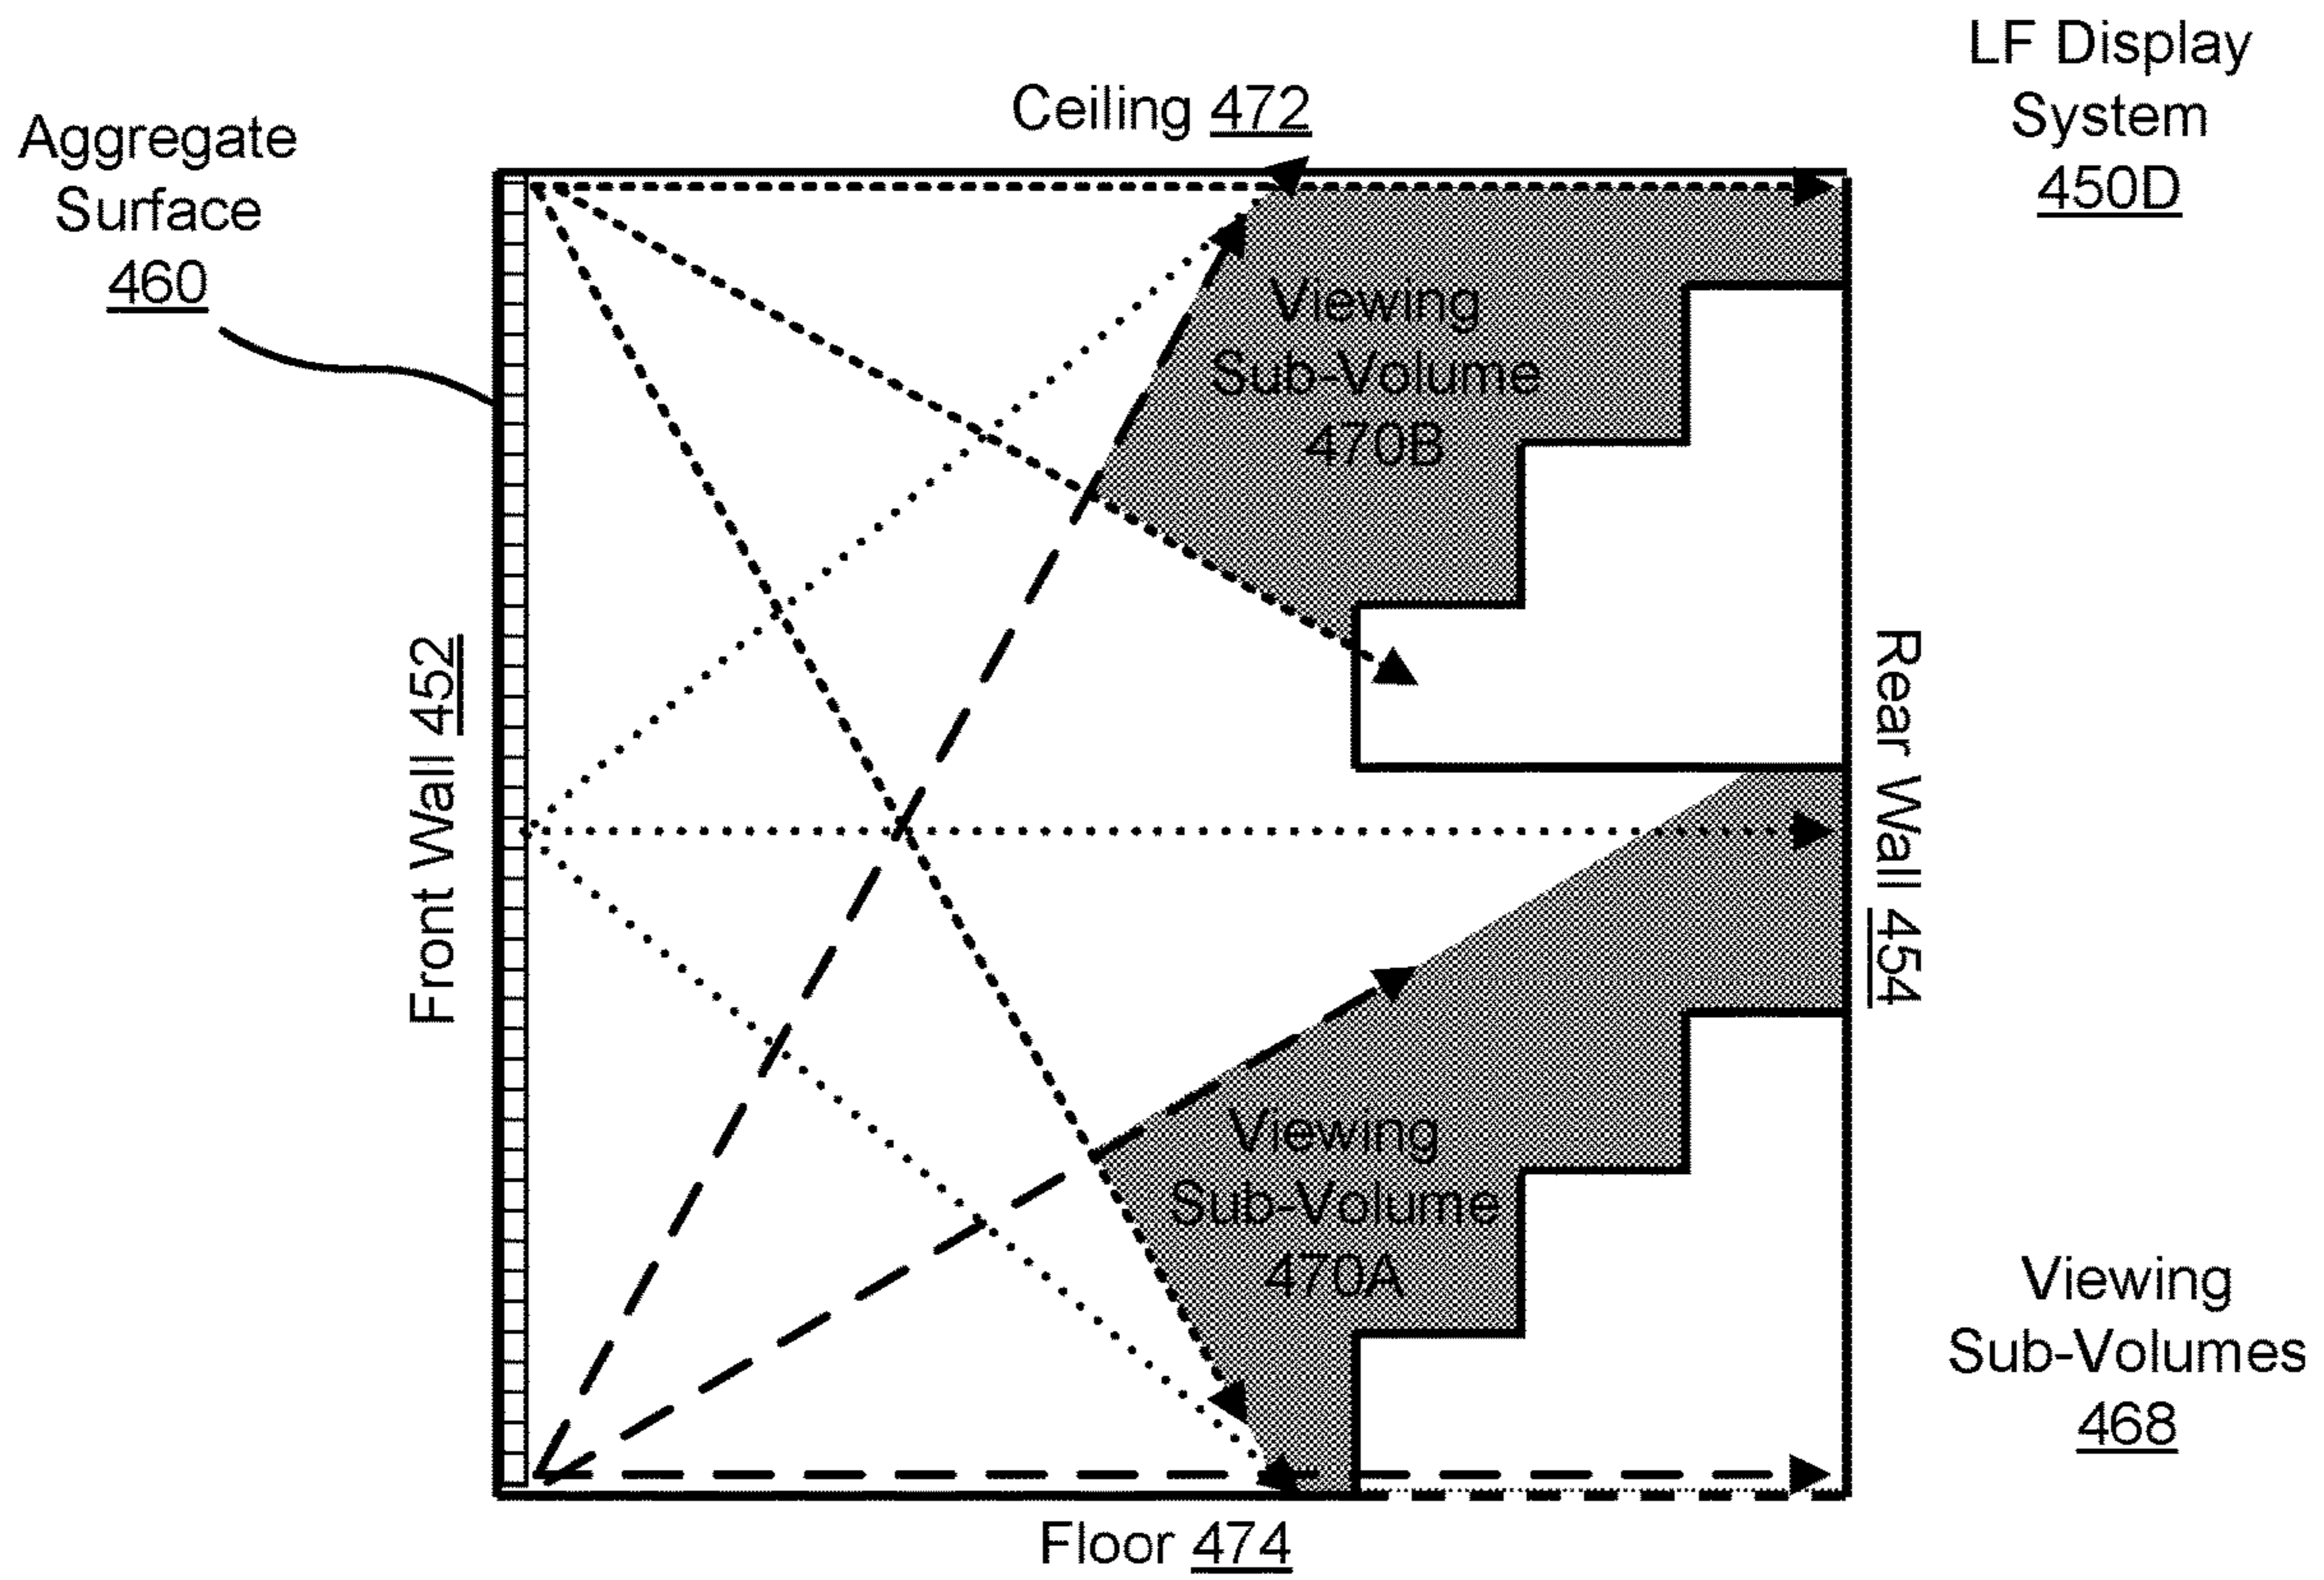 LF Display
System
450D
Ceiling 472
Aggregate
Surface
460
Viewing
Sub-Volume
470B
Front Wall 452
Rear Wall 454
Viewing
Sub-Volume
470A
Viewing
Sub-Volumes
468
Floor 474